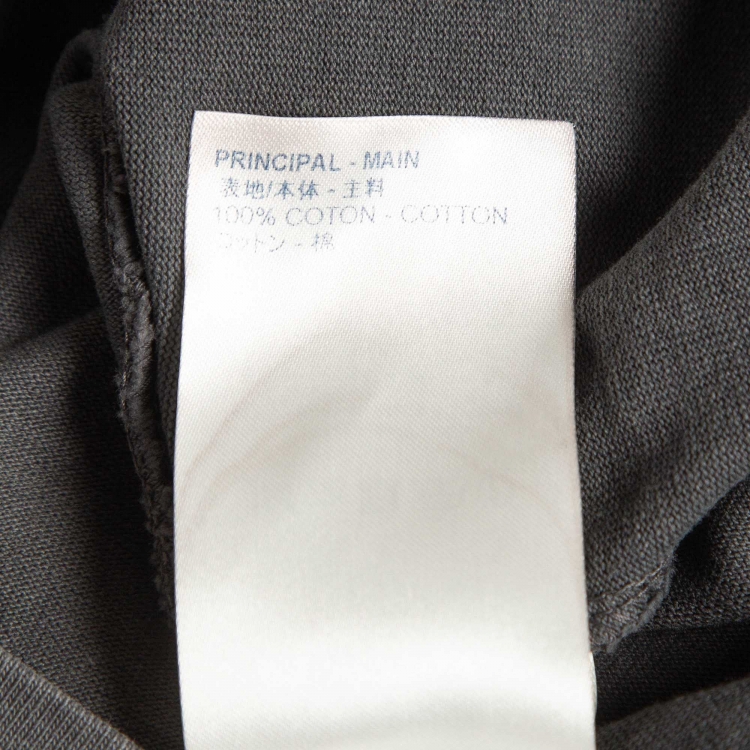 PRINCIPAL - MAIN
表地/本体 - 主料
100% COTON - COTTON
コットン - 棉